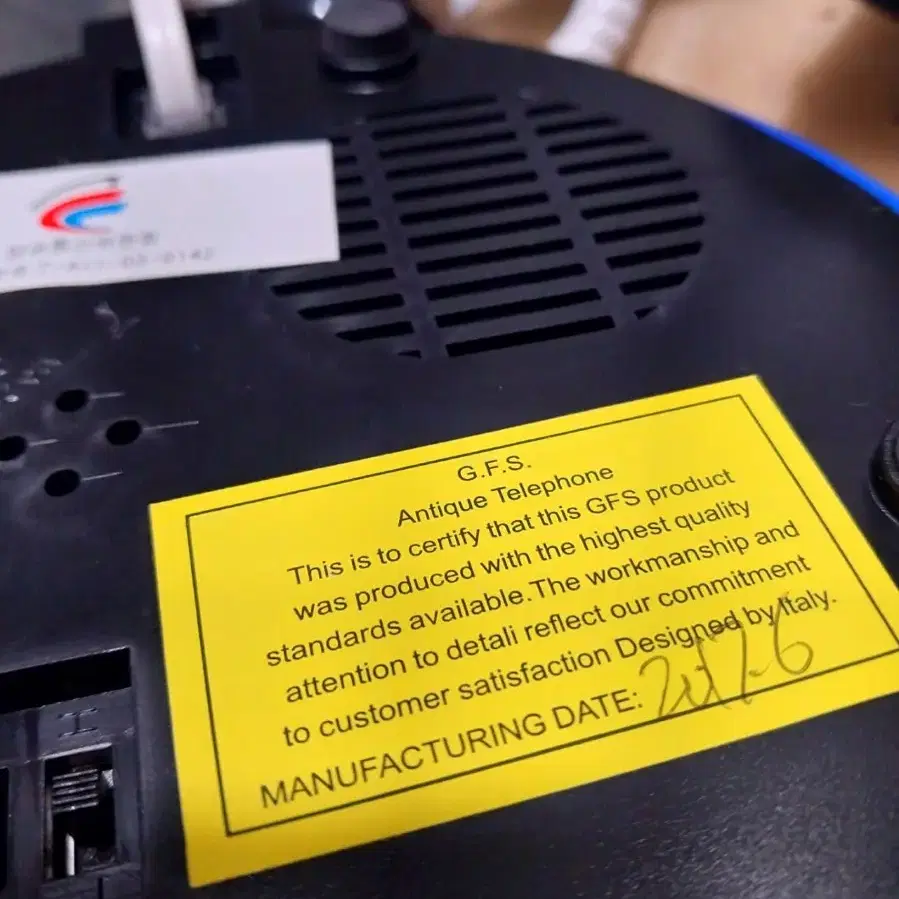 G.F.S.
Antique Telephone
This is to certify that this GFS product
was produced with the highest quality
standards available.The workmanship and
attention to detali reflect our commitment
to customer satisfaction Designed by Italy.
MANUFACTURING DATE:
H